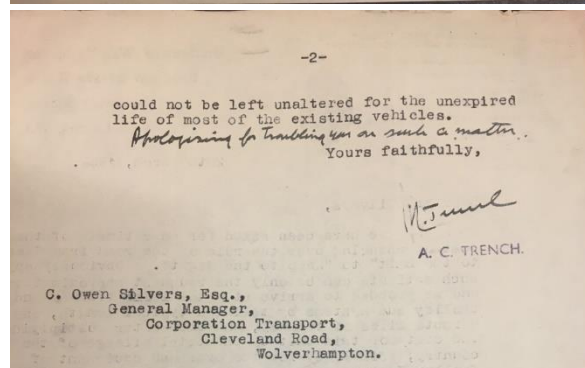 -2-
could not be left unaltered for the unexpired
life of most of the existing vehicles.
Apologising for troubling you on such a matter.
Yours faithfully,
A. C. TRENCH.
C. Owen Silvers, Esq.,
General Manager,
Corporation Transport,
Cleveland Road,
Wolverhampton.